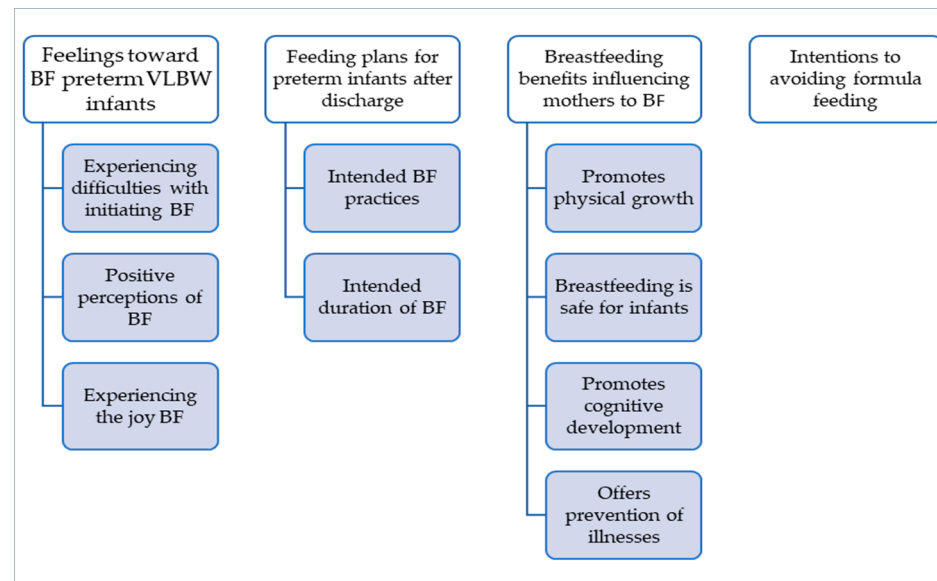 Feelings toward
BF preterm VLBW
infants
Experiencing
difficulties with
initiating BF
Positive
perceptions of
BF
Experiencing
the joy BF
Feeding plans for
preterm infants after
discharge
Intended BF
practices
Intended
duration of BF
Breastfeeding
benefits influencing
mothers to BF
Promotes
physical growth
Breastfeeding is
safe for infants
Promotes
cognitive
development
Offers
prevention of
illnesses
Intentions to
avoiding formula
feeding